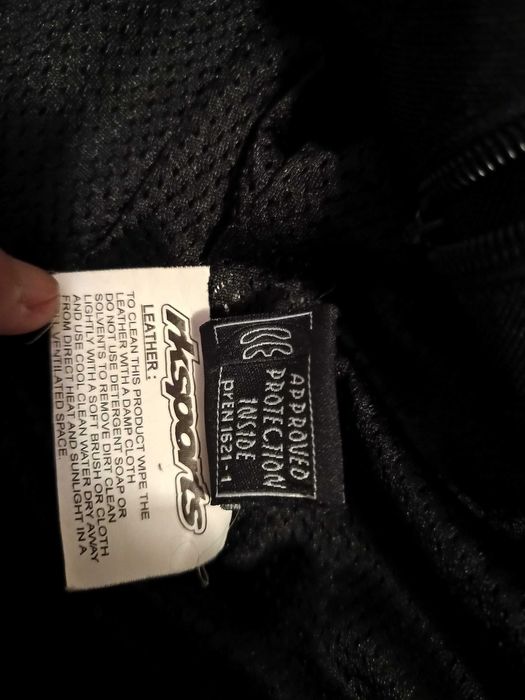 rksports
LEATHER :
TO CLEAN THIS PRODUCT WIPE THE
LEATHER WITH A DAMP CLOTH
DO NOT USE DETERGENT SOAP OR
SOLVENTS TO REMOVE DIRT CLEAN
LIGHTLY WITH A SOFT BRUSH OR CLOTH
AND USE COOL CLEAN WATER DRY AWAY
FROM DIRECT HEAT AND SUNLIGHT IN A
VENTILATED SPACE.
CE
APPROVED
PROTECTION
INSIDE
PrEN 1621-1